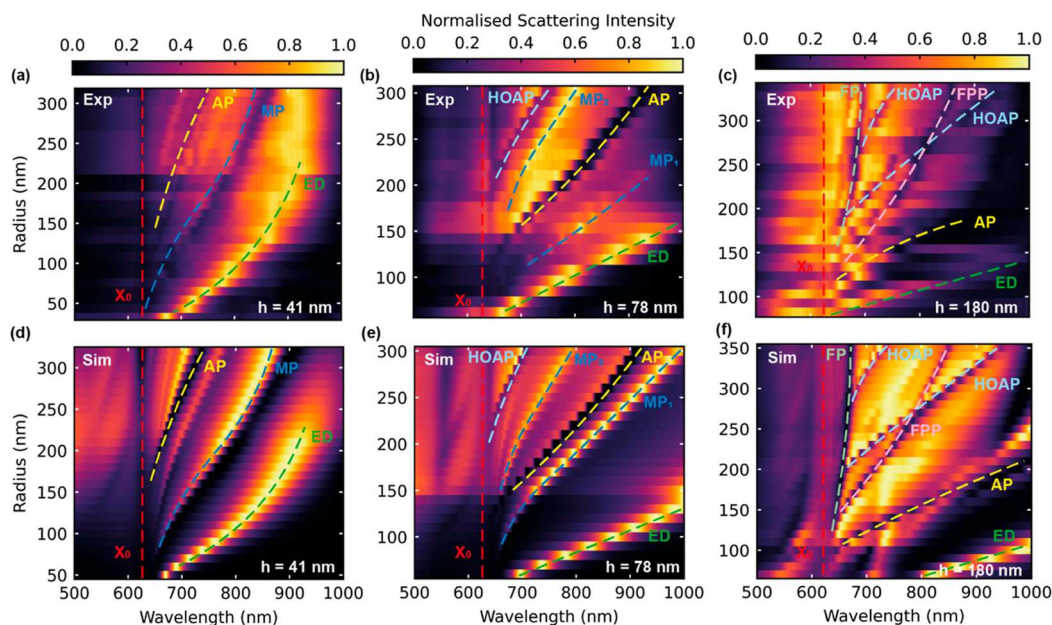 Normalised Scattering Intensity
0.0 0.2 0.4 0.6 0.8 1.0
0.0 0.2 0.4 0.6 0.8 1.0
0.0 0.2 0.4 0.6 0.8 1.0
(a)
Exp
AP
MP
ED
X₀
h = 41 nm
300
250
200
150
100
50
Radius (nm)
(b)
HOAP
MP₂
AP
Exp
MP₁
ED
X₀
h = 78 nm
300
250
200
150
100
(c)
Exp
FP
HOAP
FPP
HOAP
AP
X₀
ED
h = 180 nm
300
250
200
150
100
(d)
Sim
AP
MP
ED
X₀
h = 41 nm
300
250
200
150
100
50
Radius (nm)
500 600 700 800 900 1000
Wavelength (nm)
(e)
Sim
HOAP
MP₂
AP
MP₁
ED
X₀
h = 78 nm
300
250
200
150
100
500 600 700 800 900 1000
Wavelength (nm)
(f)
Sim
FP
HOAP
HOAP
FPP
AP
ED
h = 180 nm
350
300
250
200
150
100
500 600 700 800 900 1000
Wavelength (nm)